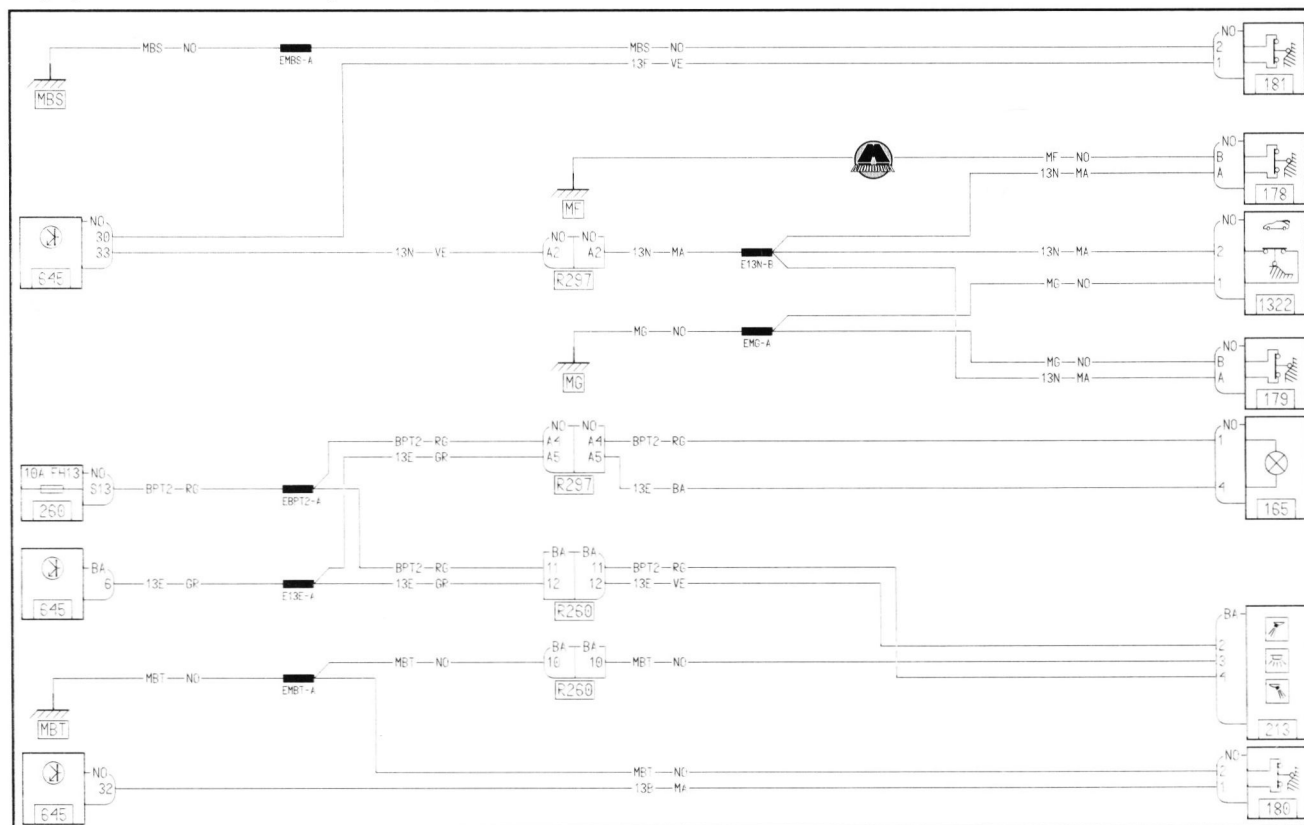 MBS NO EMBS-A MBS NO NO
13F VE 2
1
MBS 181
NO
MF NO B
13N MA A
MF 178
NO
30
33 13N VE NO NO
A2 A2 13N MA E13N-B 13N MA NO
2
645 R297 MG NO 1
1322
MG NO EMG-A NO
MG NO B
13N MA A
MG 179
NO NO
BPT2 RG A4 A4 BPT2 RG NO
1
13E GR A5 A5
10A FH13 NO
S13 BPT2 RG EBPT2-A R297 13E BA 4
260 165
BA BA
BPT2 RG 11 11 BPT2 RG
BA
6 13E GR E13E-A 13E GR 12 12 13E VE
645 R260
BA
2
BA BA
MBT NO 10 10 MBT NO 3
MBT NO EMBT-A R260 4
MBT 213
NO
MBT NO 2
NO
32 13B MA 1
645 180